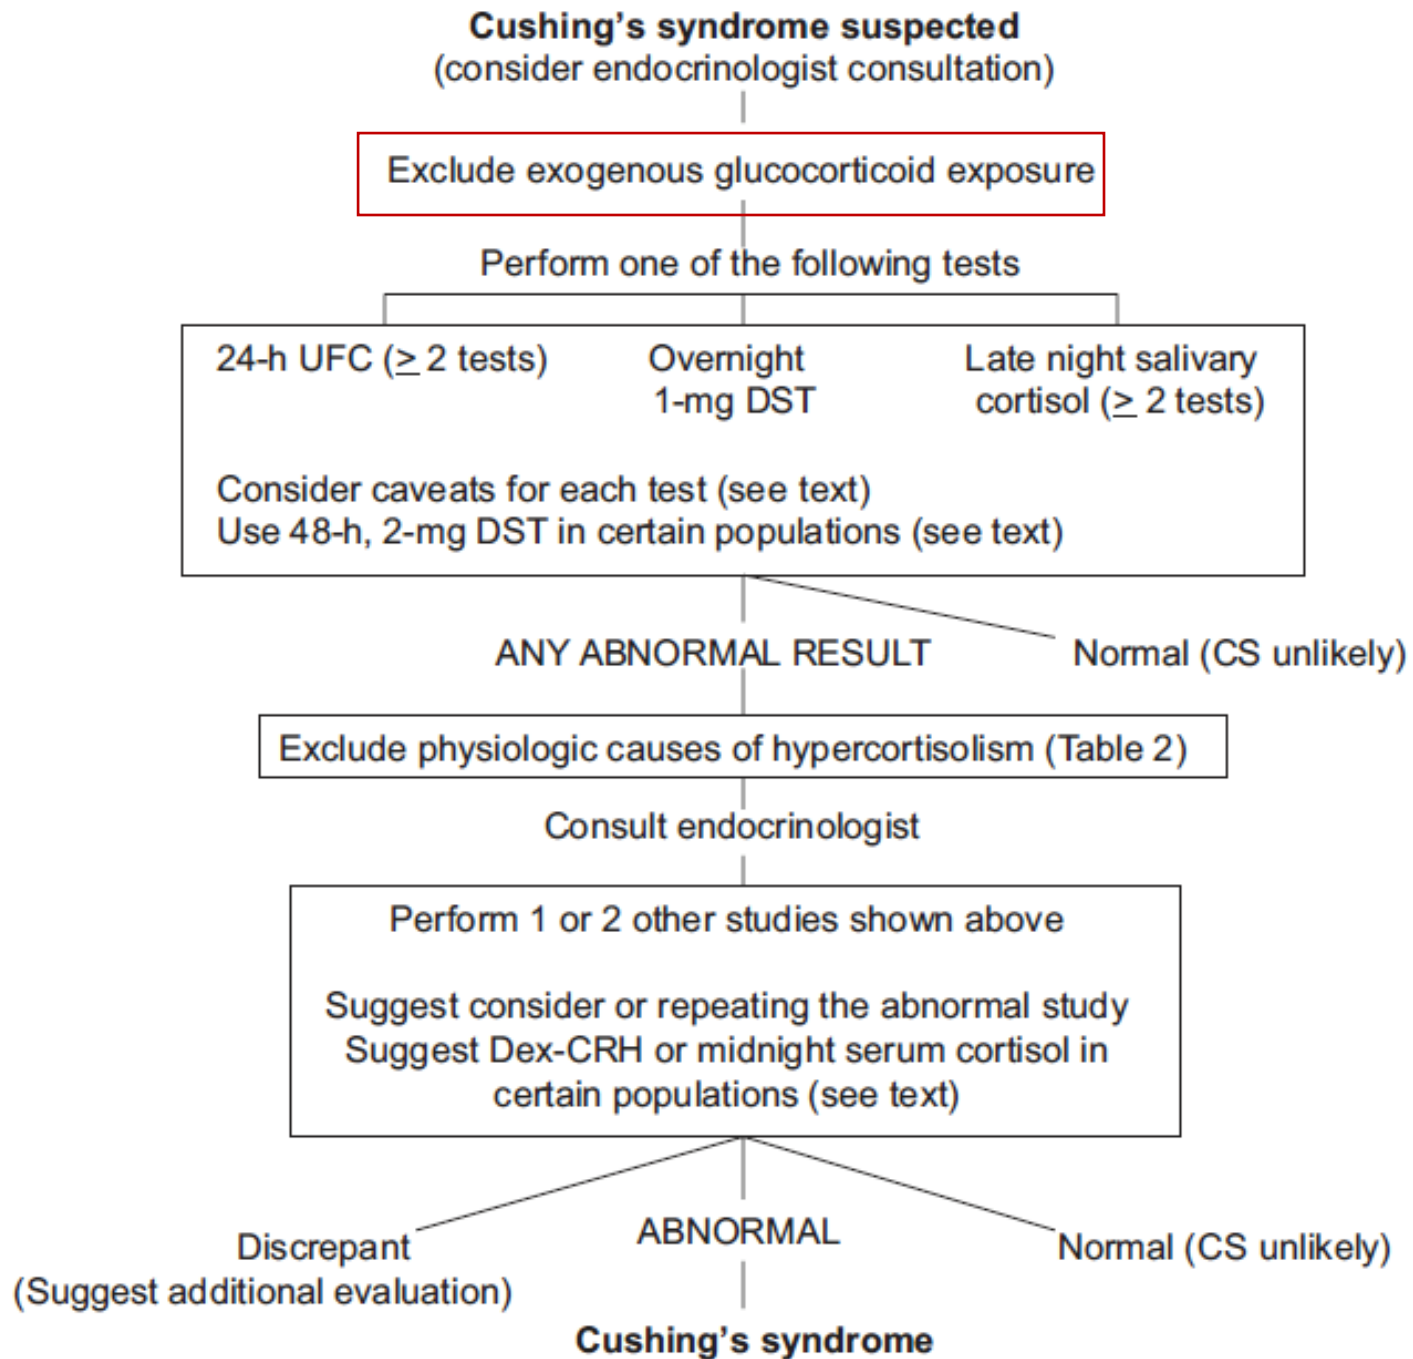 Cushing’s syndrome suspected
(consider endocrinologist consultation)
Exclude exogenous glucocorticoid exposure
Perform one of the following tests
24-h UFC (≥ 2 tests)
Overnight
1-mg DST
Late night salivary
cortisol (≥ 2 tests)
Consider caveats for each test (see text)
Use 48-h, 2-mg DST in certain populations (see text)
ANY ABNORMAL RESULT
Normal (CS unlikely)
Exclude physiologic causes of hypercortisolism (Table 2)
Consult endocrinologist
Perform 1 or 2 other studies shown above
Suggest consider or repeating the abnormal study
Suggest Dex-CRH or midnight serum cortisol in
certain populations (see text)
Discrepant
(Suggest additional evaluation)
ABNORMAL
Normal (CS unlikely)
Cushing’s syndrome